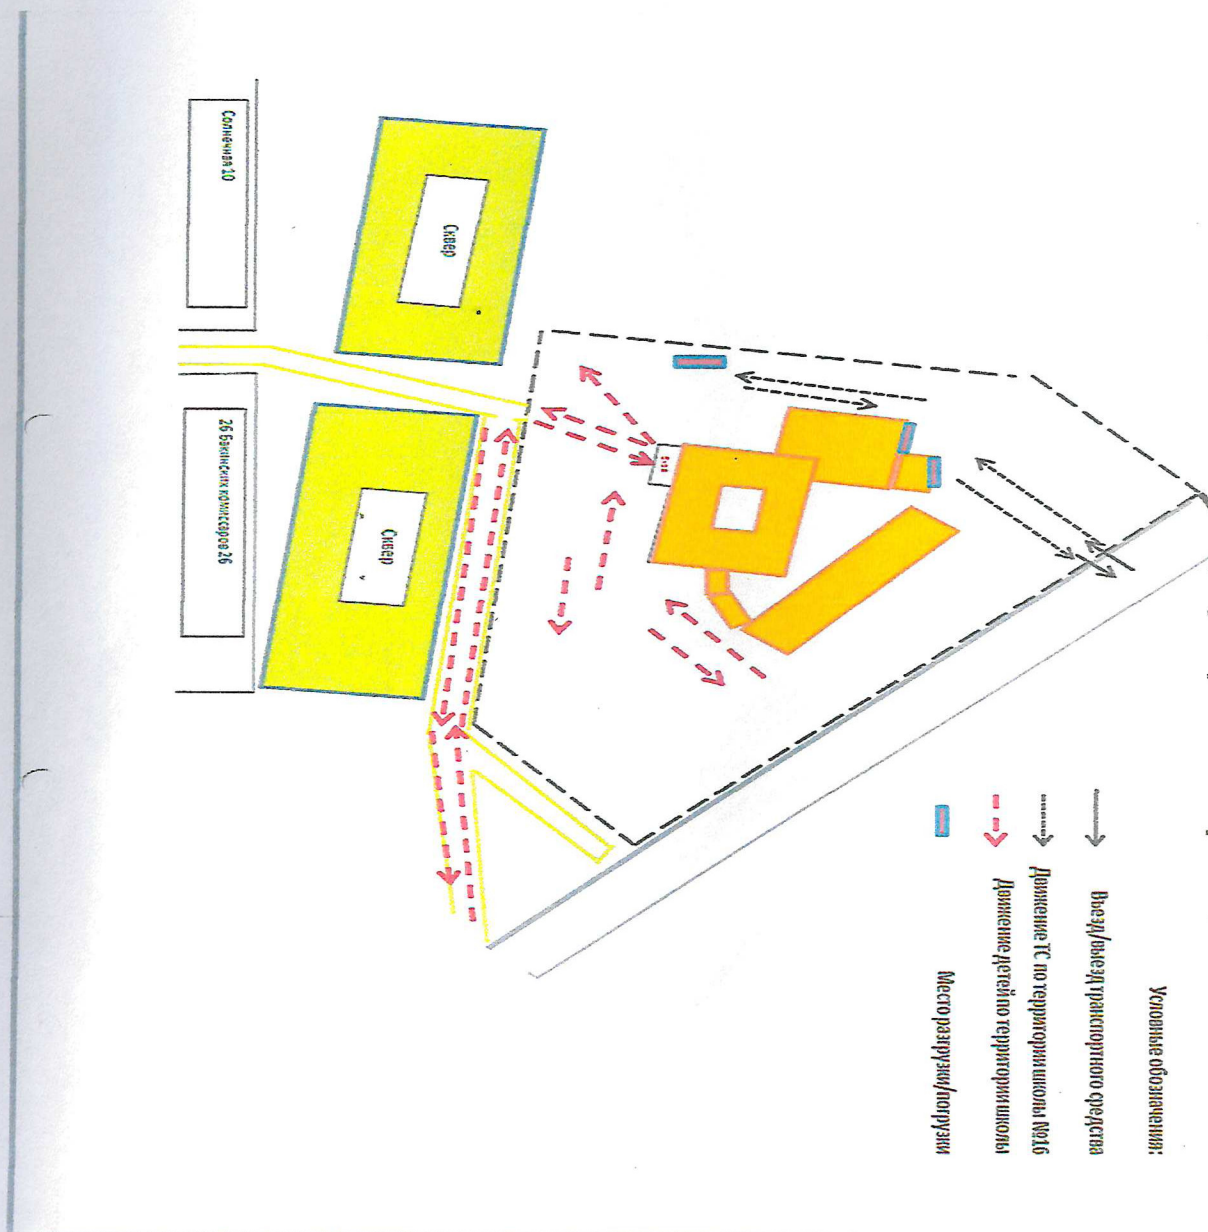 Условные обозначения:
Въезд/выезд транспортного средства
Движение ТС по территории школы №16
Движение детей по территории школы
Место разгрузки/погрузки
Сквер
Сквер
Солнечная 10
26 Бакинских комиссаров 26